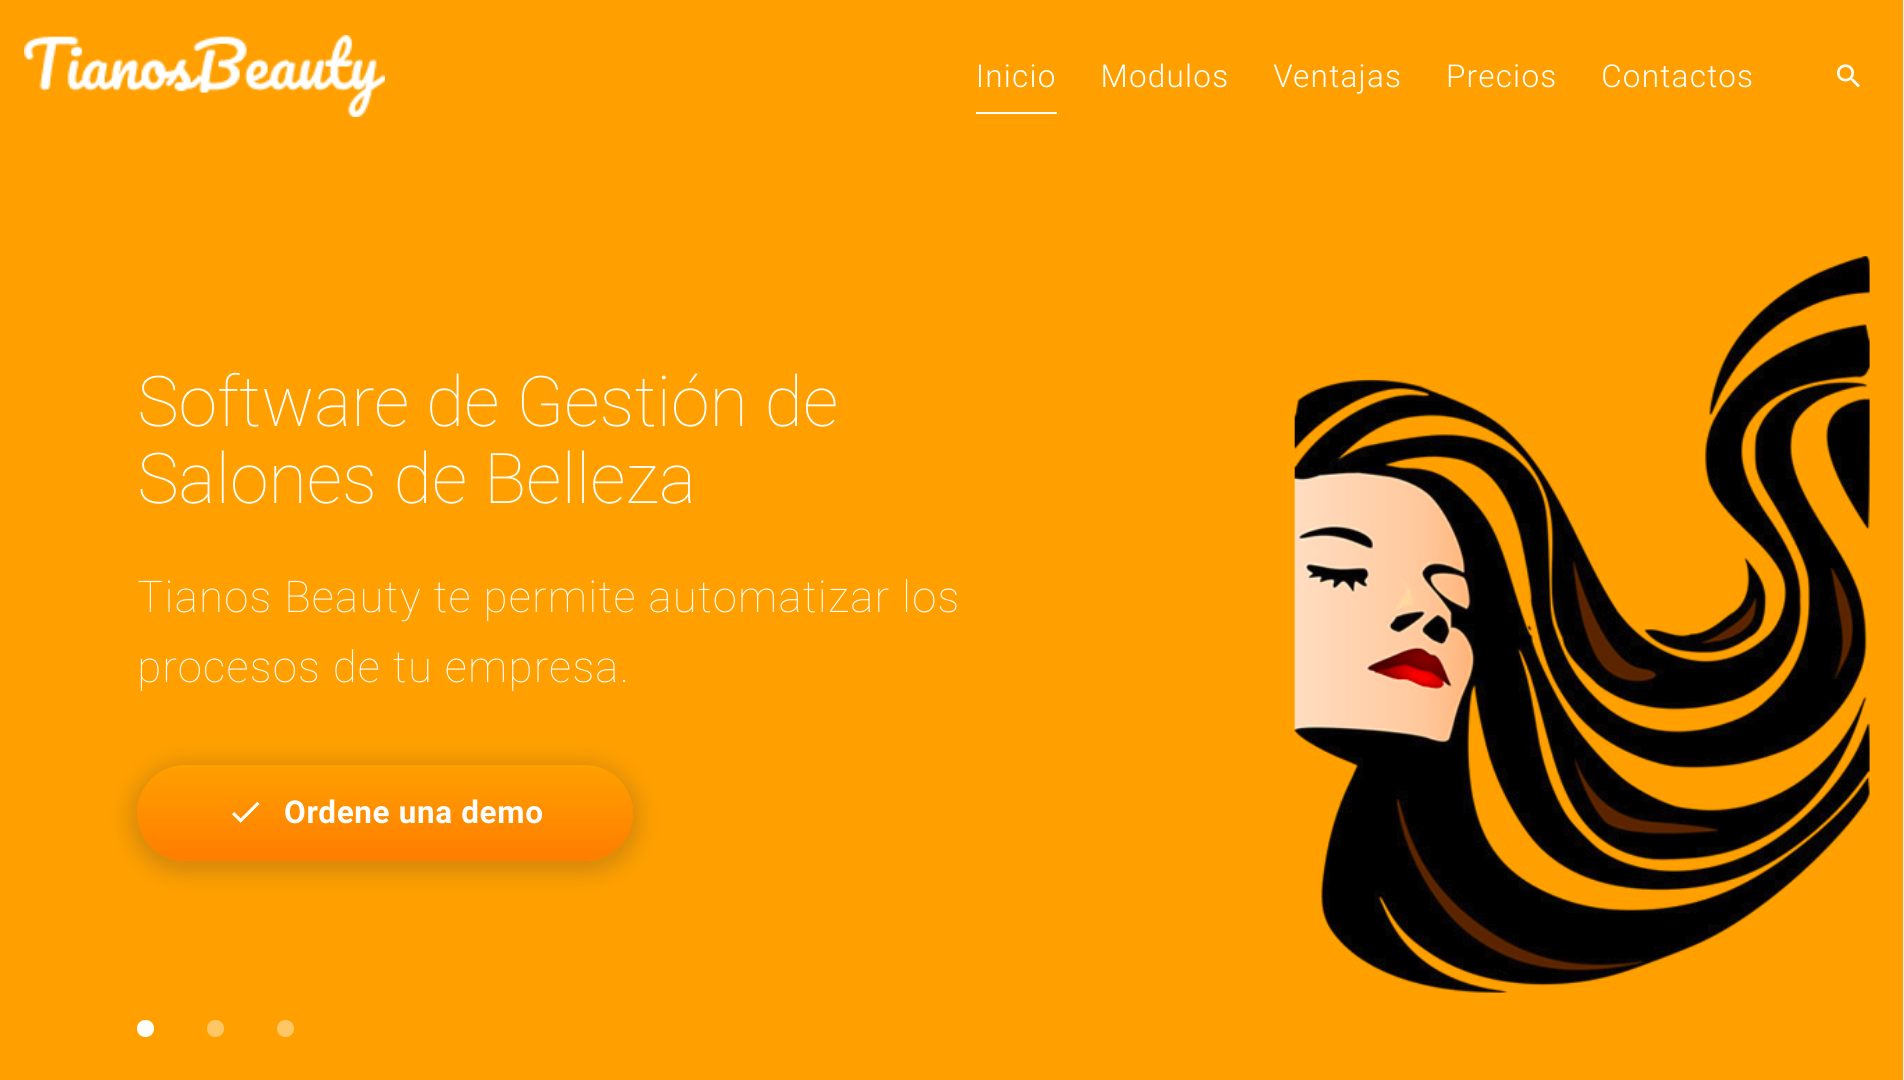 TianosBeauty
Inicio Modulos Ventajas Precios Contactos
Software de Gestión de
Salones de Belleza
Tianos Beauty te permite automatizar los
procesos de tu empresa.
Ordene una demo